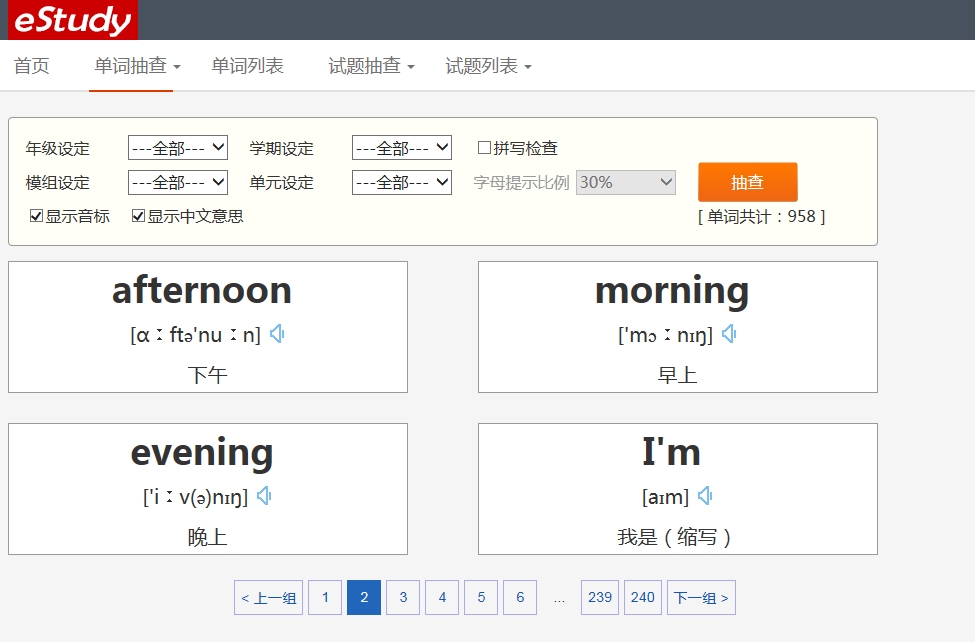 eStudy
首页 单词抽查 单词列表 试题抽查 试题列表
年级设定 ---全部--- 学期设定 ---全部--- 拼写检查
模组设定 ---全部--- 单元设定 ---全部--- 字母提示比例 30% 抽查
显示音标 显示中文意思 [ 单词共计：958 ]
afternoon
[ɑːftə'nuːn]
下午
morning
['mɔːnɪŋ]
早上
evening
['iːv(ə)nɪŋ]
晚上
I'm
[aɪm]
我是（缩写）
< 上一组 1 2 3 4 5 6 ... 239 240 下一组 >